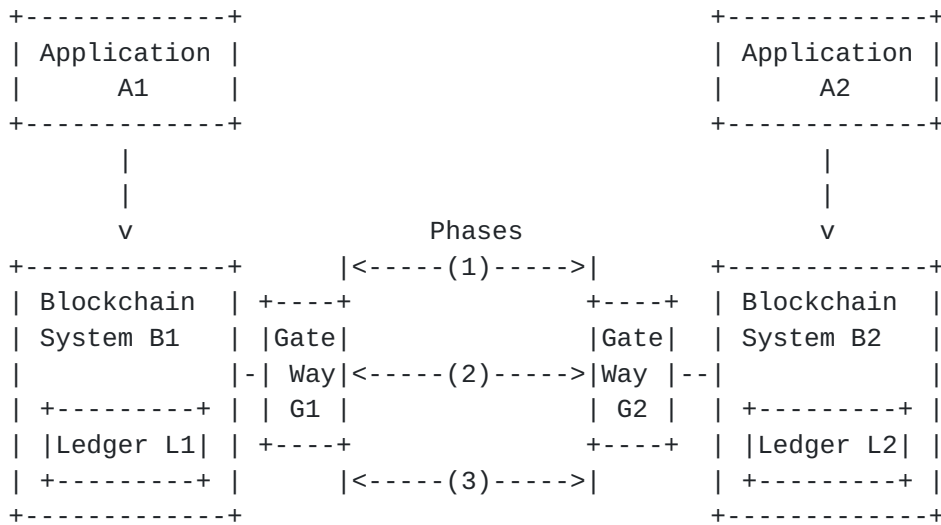 +-------------+                               +-------------+
| Application |                               | Application |
|      A1     |                               |      A2     |
+-------------+                               +-------------+
       |                                             |
       |                                             |
       v                    Phases                   v
+-------------+      |<-----(1)----->|        +-------------+
| Blockchain  | +----+               +----+  | Blockchain  |
| System B1   | |Gate|               |Gate|  | System B2   |
|             |-| Way|<-----(2)----->|Way |--|             |
| +---------+ | | G1 |               | G2 |  | +---------+ |
| |Ledger L1| | +----+               +----+  | |Ledger L2| |
| +---------+ |      |<-----(3)----->|       | +---------+ |
+-------------+                               +-------------+